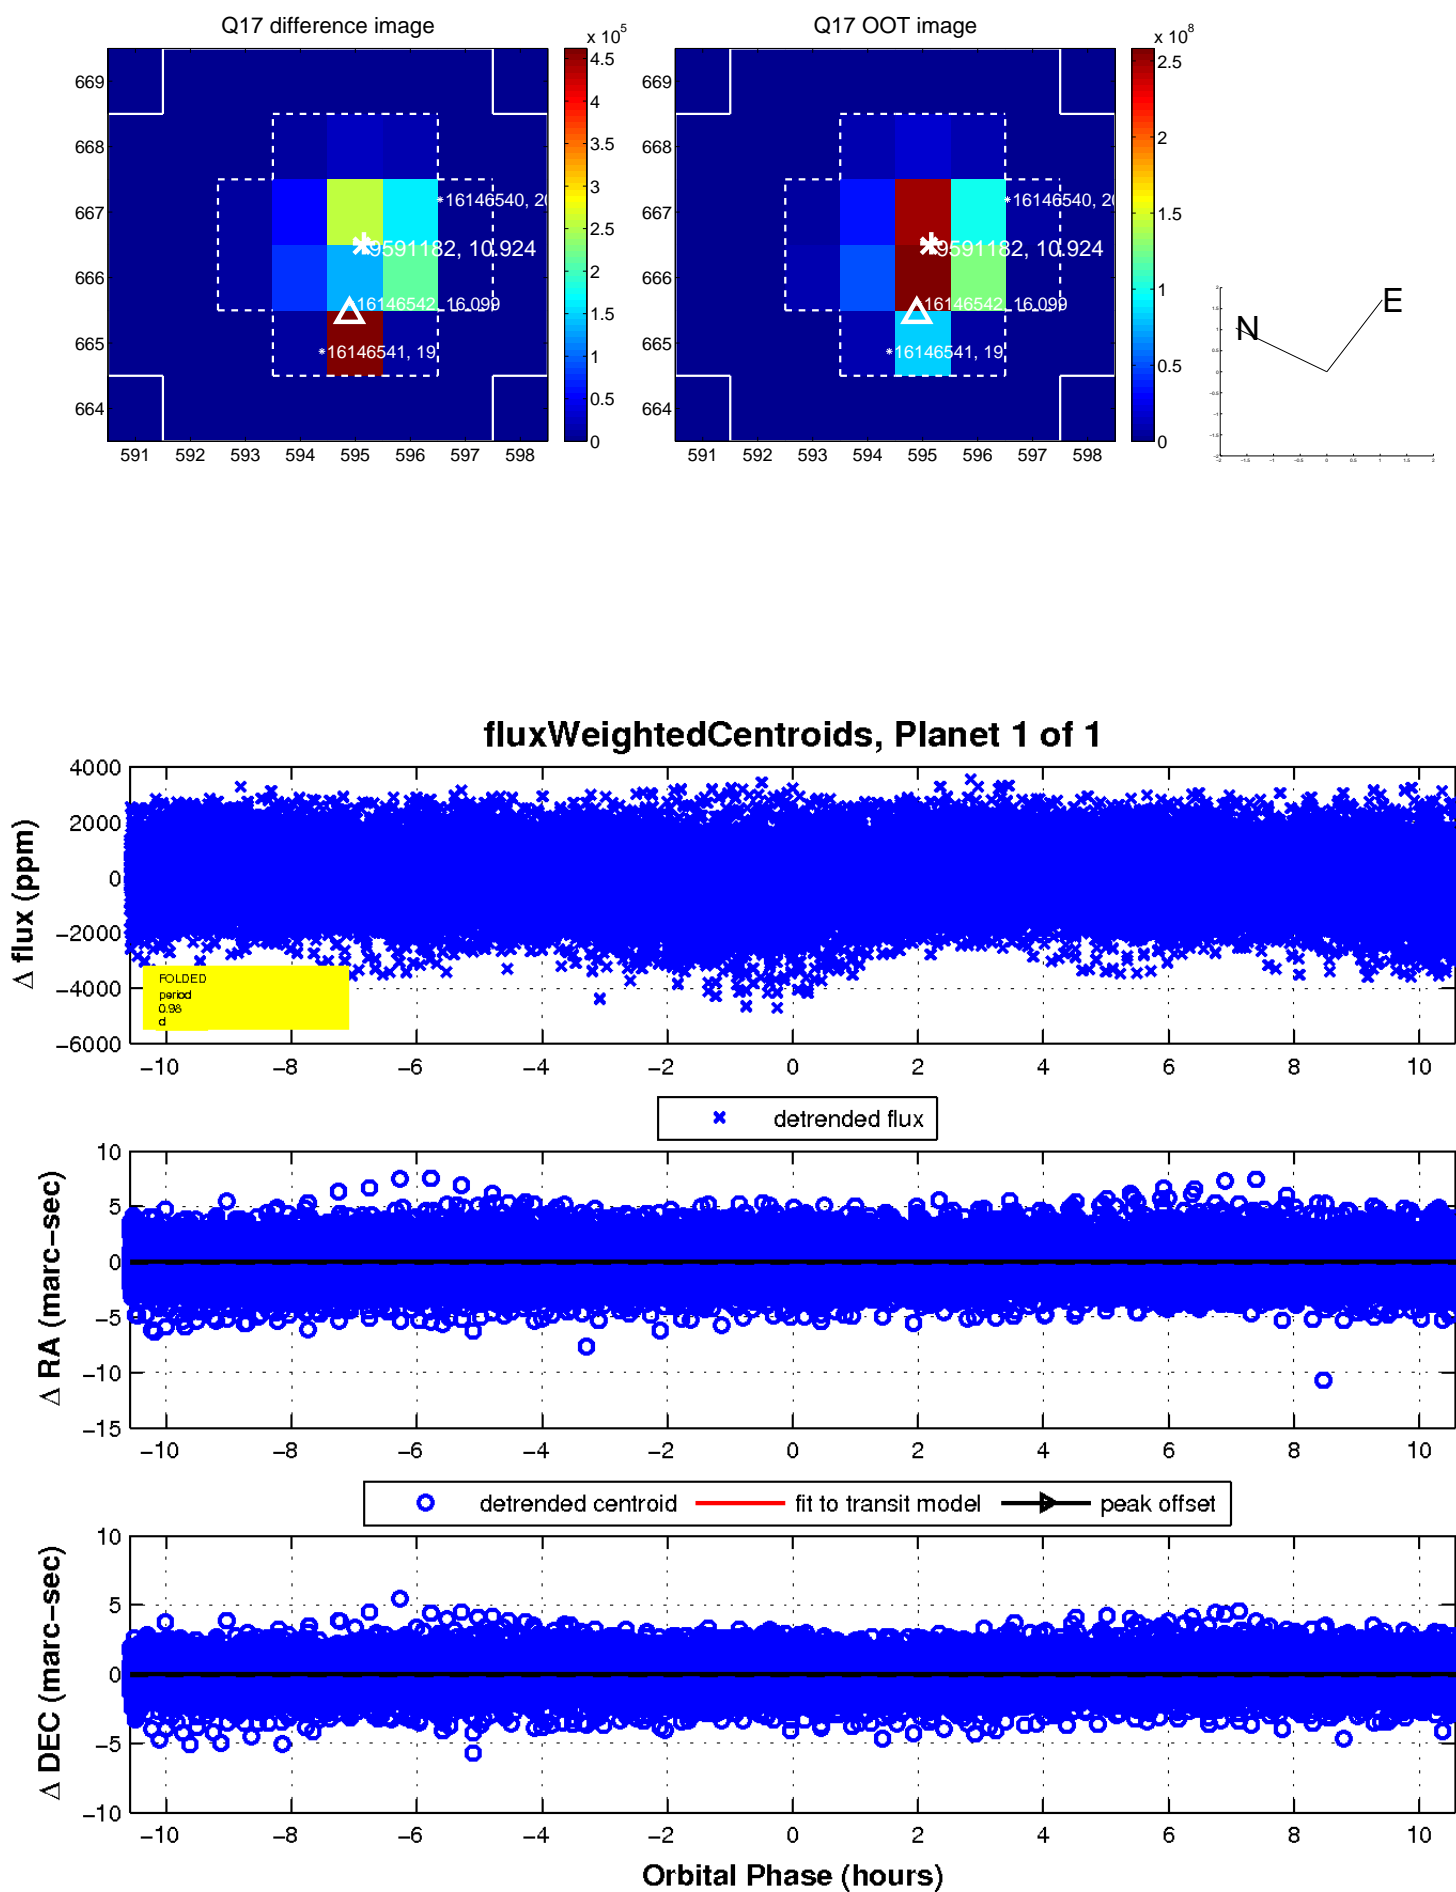 Q17 difference image
Q17 OOT image
x 10^5
x 10^8
669
668
667
666
665
664
591 592 593 594 595 596 597 598
4.5
4
3.5
3
2.5
2
1.5
1
0.5
0
16146540, 20
9591182, 10.924
16146542, 16.099
16146541, 19
591 592 593 594 595 596 597 598
2.5
2
1.5
1
0.5
0
16146540, 20
9591182, 10.924
16146542, 16.099
16146541, 19
N
E
fluxWeightedCentroids, Planet 1 of 1
Δ flux (ppm)
4000
2000
0
−2000
−4000
−6000
FOLDED
period
0.98
d
−10 −8 −6 −4 −2 0 2 4 6 8 10
detrended flux
Δ RA (marc−sec)
10
5
0
−5
−10
−15
−10 −8 −6 −4 −2 0 2 4 6 8 10
detrended centroid fit to transit model peak offset
Δ DEC (marc−sec)
10
5
0
−5
−10
−10 −8 −6 −4 −2 0 2 4 6 8 10
Orbital Phase (hours)